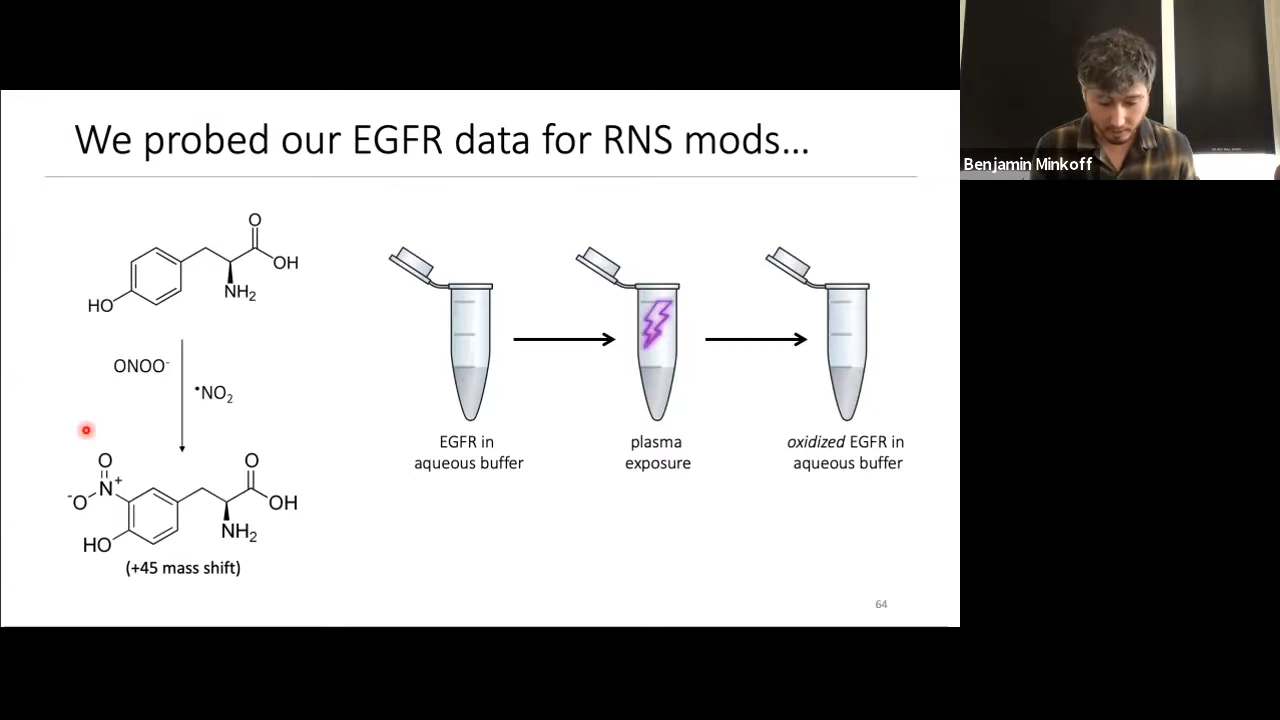 We probed our EGFR data for RNS mods...
Benjamin Minkoff
O
OH
NH2
HO
ONOO-
•NO2
O
N+
-O
O
OH
NH2
HO
(+45 mass shift)
EGFR in
aqueous buffer
plasma
exposure
oxidized EGFR in
aqueous buffer
64